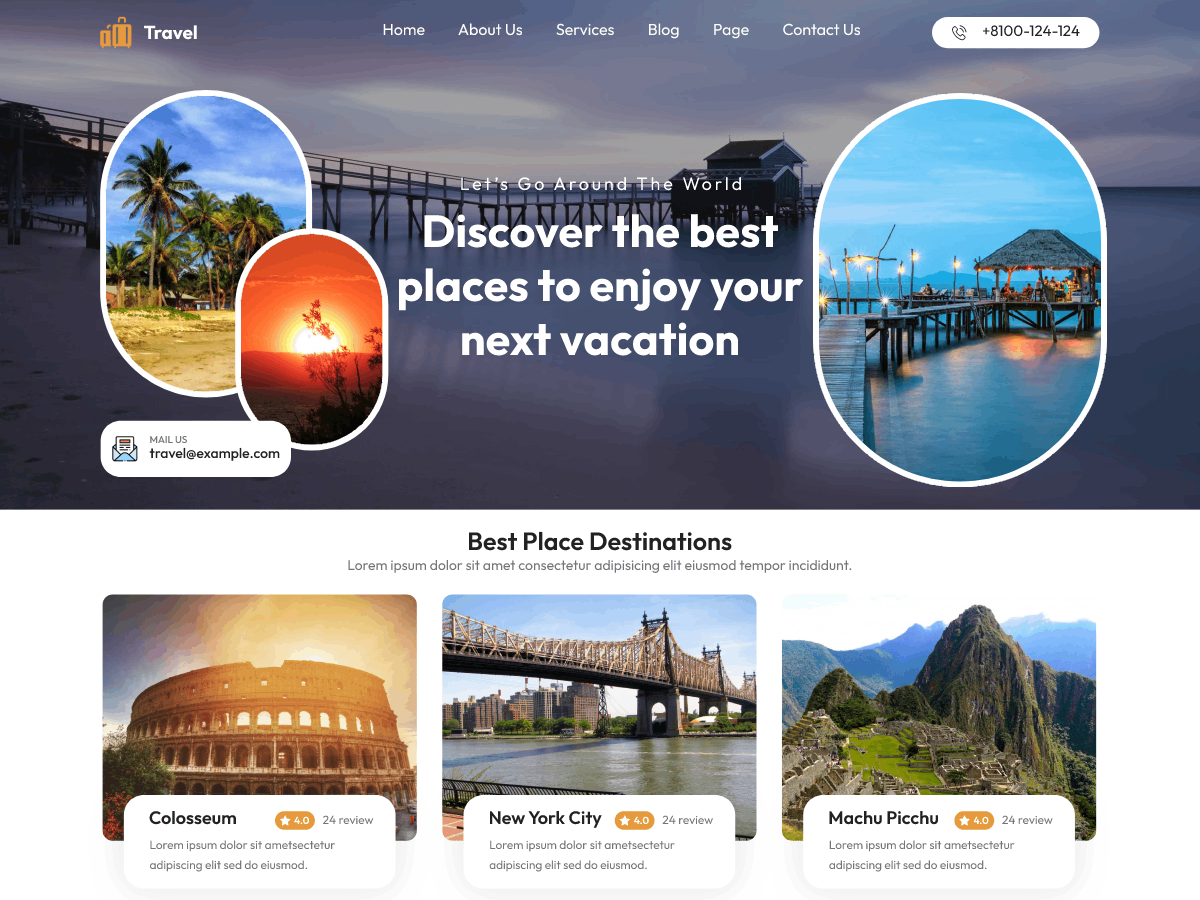 Travel
Home About Us Services Blog Page Contact Us
+8100-124-124
Let's Go Around The World
Discover the best
places to enjoy your
next vacation
MAIL US
travel@example.com
Best Place Destinations
Lorem ipsum dolor sit amet consectetur adipisicing elit eiusmod tempor incididunt.
Colosseum 4.0 24 review
Lorem ipsum dolor sit ametsectetur
adipiscing elit sed do eiusmod.
New York City 4.0 24 review
Lorem ipsum dolor sit ametsectetur
adipiscing elit sed do eiusmod.
Machu Picchu 4.0 24 review
Lorem ipsum dolor sit ametsectetur
adipiscing elit sed do eiusmod.